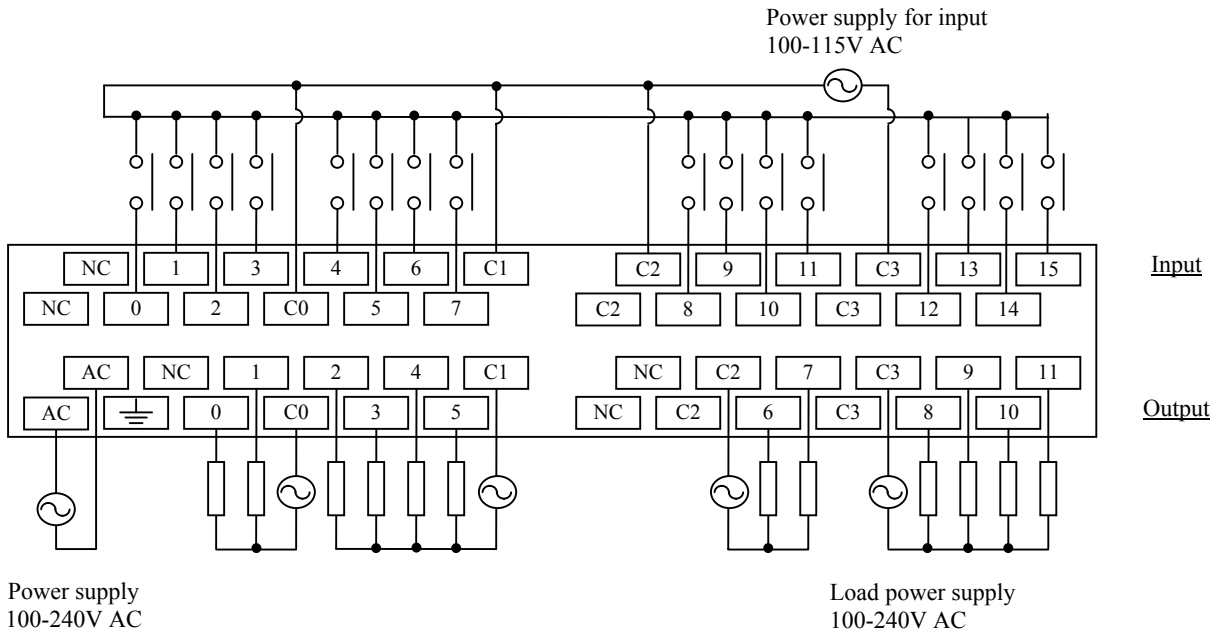 Power supply for input
100-115V AC
NC 1 3 4 6 C1 C2 9 11 C3 13 15
Input
NC 0 2 C0 5 7 C2 8 10 C3 12 14
AC NC 1 2 4 C1 NC C2 7 C3 9 11
AC 0 C0 3 5 NC C2 6 C3 8 10
Output
Power supply
100-240V AC
Load power supply
100-240V AC